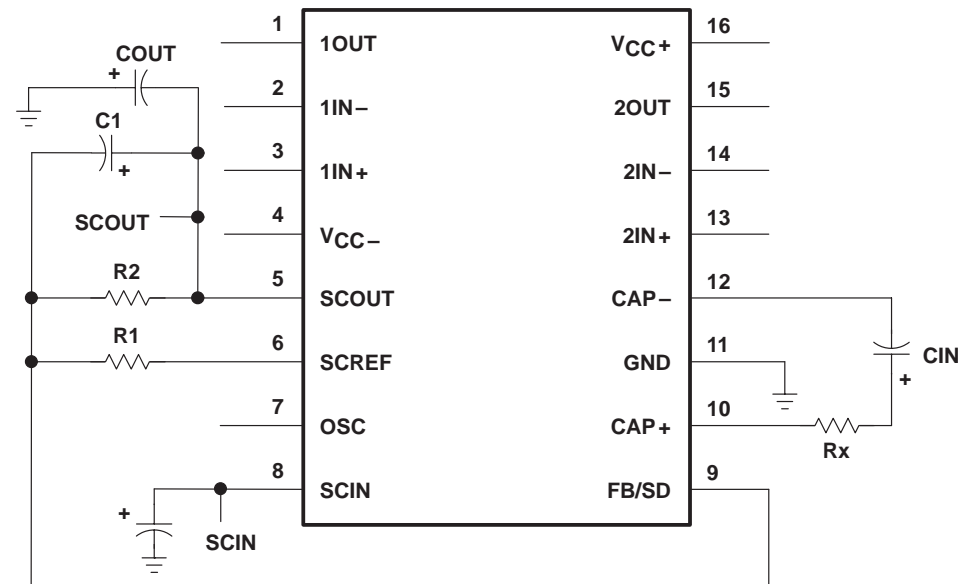 COUT
+
C1
+
SCOUT
R2
R1
+
SCIN
1 1OUT
2 1IN−
3 1IN+
4 VCC−
5 SCOUT
6 SCREF
7 OSC
8 SCIN
VCC+ 16
2OUT 15
2IN− 14
2IN+ 13
CAP− 12
GND 11
CAP+ 10
FB/SD 9
CIN
+
Rx